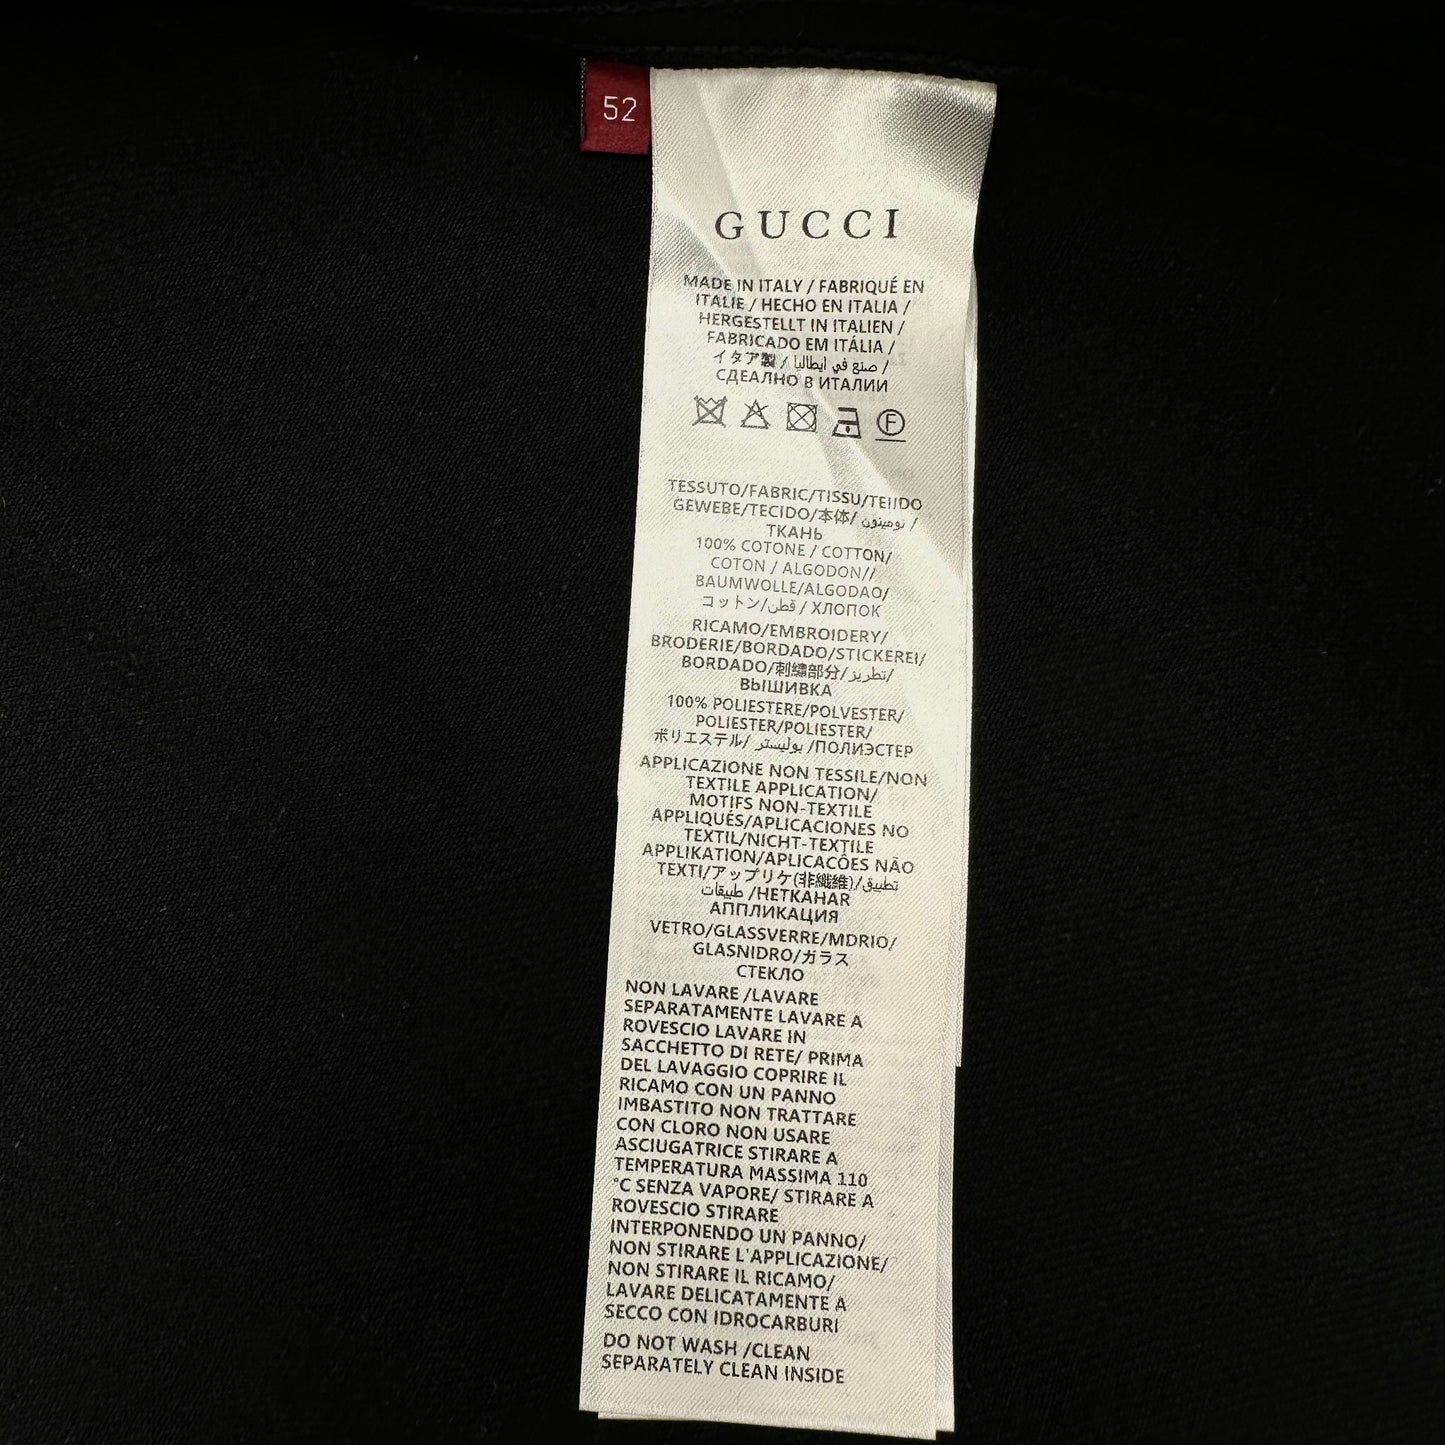 52
GUCCI
MADE IN ITALY / FABRIQUÉ EN
ITALIE / HECHO EN ITALIA /
HERGESTELLT IN ITALIEN /
FABRICADO EM ITÁLIA /
イタア製 / صنع في ايطاليا /
СДЕАЛНО В ИТАЛИИ
F
TESSUTO/FABRIC/TISSU/TEIIDO
GEWEBE/TECIDO/本体/ نومينون /
ТКАНЬ
100% COTONE / COTTON/
COTON / ALGODON//
BAUMWOLLE/ALGODAO/
コットン/قطن / ХЛОПОК
RICAMO/EMBROIDERY/
BRODERIE/BORDADO/STICKEREI/
BORDADO/刺繍部分/تطريز/
ВЫШИВКА
100% POLIESTERE/POLVESTER/
POLIESTER/POLIESTER/
ポリエステル/ بوليستر /ПОЛИЭСТЕР
APPLICAZIONE NON TESSILE/NON
TEXTILE APPLICATION/
MOTIFS NON-TEXTILE
APPLIQUÉS/APLICACIONES NO
TEXTIL/NICHT-TEXTILE
APPLIKATION/APLICACÔES NÃO
TEXTI/アップリケ(非繊維)/تطبيق
طبيقات /НЕТКАНАR
АППЛИКАЦИЯ
VETRO/GLASSVERRE/MDRIO/
GLASNIDRO/ガラス
СТЕКЛО
NON LAVARE /LAVARE
SEPARATAMENTE LAVARE A
ROVESCIO LAVARE IN
SACCHETTO DI RETE/ PRIMA
DEL LAVAGGIO COPRIRE IL
RICAMO CON UN PANNO
IMBASTITO NON TRATTARE
CON CLORO NON USARE
ASCIUGATRICE STIRARE A
TEMPERATURA MASSIMA 110
°C SENZA VAPORE/ STIRARE A
ROVESCIO STIRARE
INTERPONENDO UN PANNO/
NON STIRARE L'APPLICAZIONE/
NON STIRARE IL RICAMO/
LAVARE DELICATAMENTE A
SECCO CON IDROCARBURI
DO NOT WASH /CLEAN
SEPARATELY CLEAN INSIDE